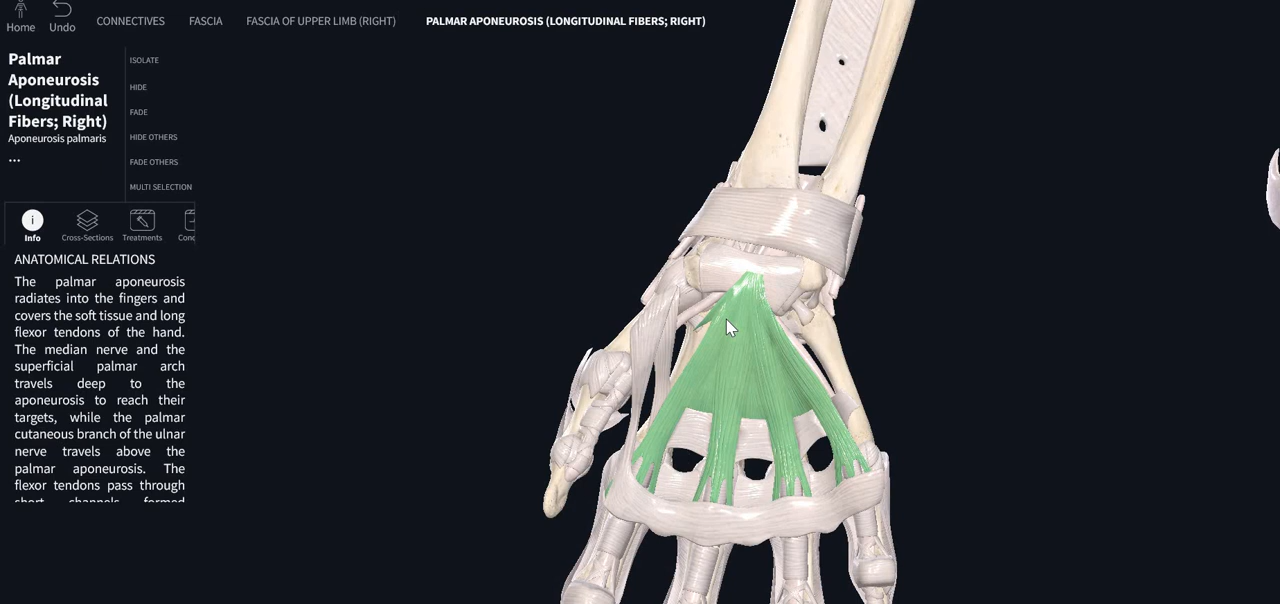 Home
Undo
CONNECTIVES
FASCIA
FASCIA OF UPPER LIMB (RIGHT)
PALMAR APONEUROSIS (LONGITUDINAL FIBERS; RIGHT)
Palmar
Aponeurosis
(Longitudinal
Fibers; Right)
Aponeurosis palmaris
...
ISOLATE
HIDE
FADE
HIDE OTHERS
FADE OTHERS
MULTI SELECTION
Info
Cross-Sections
Treatments
Conc
ANATOMICAL RELATIONS
The palmar aponeurosis
radiates into the fingers and
covers the soft tissue and long
flexor tendons of the hand.
The median nerve and the
superficial palmar arch
travels deep to the
aponeurosis to reach their
targets, while the palmar
cutaneous branch of the ulnar
nerve travels above the
palmar aponeurosis. The
flexor tendons pass through
short channels formed